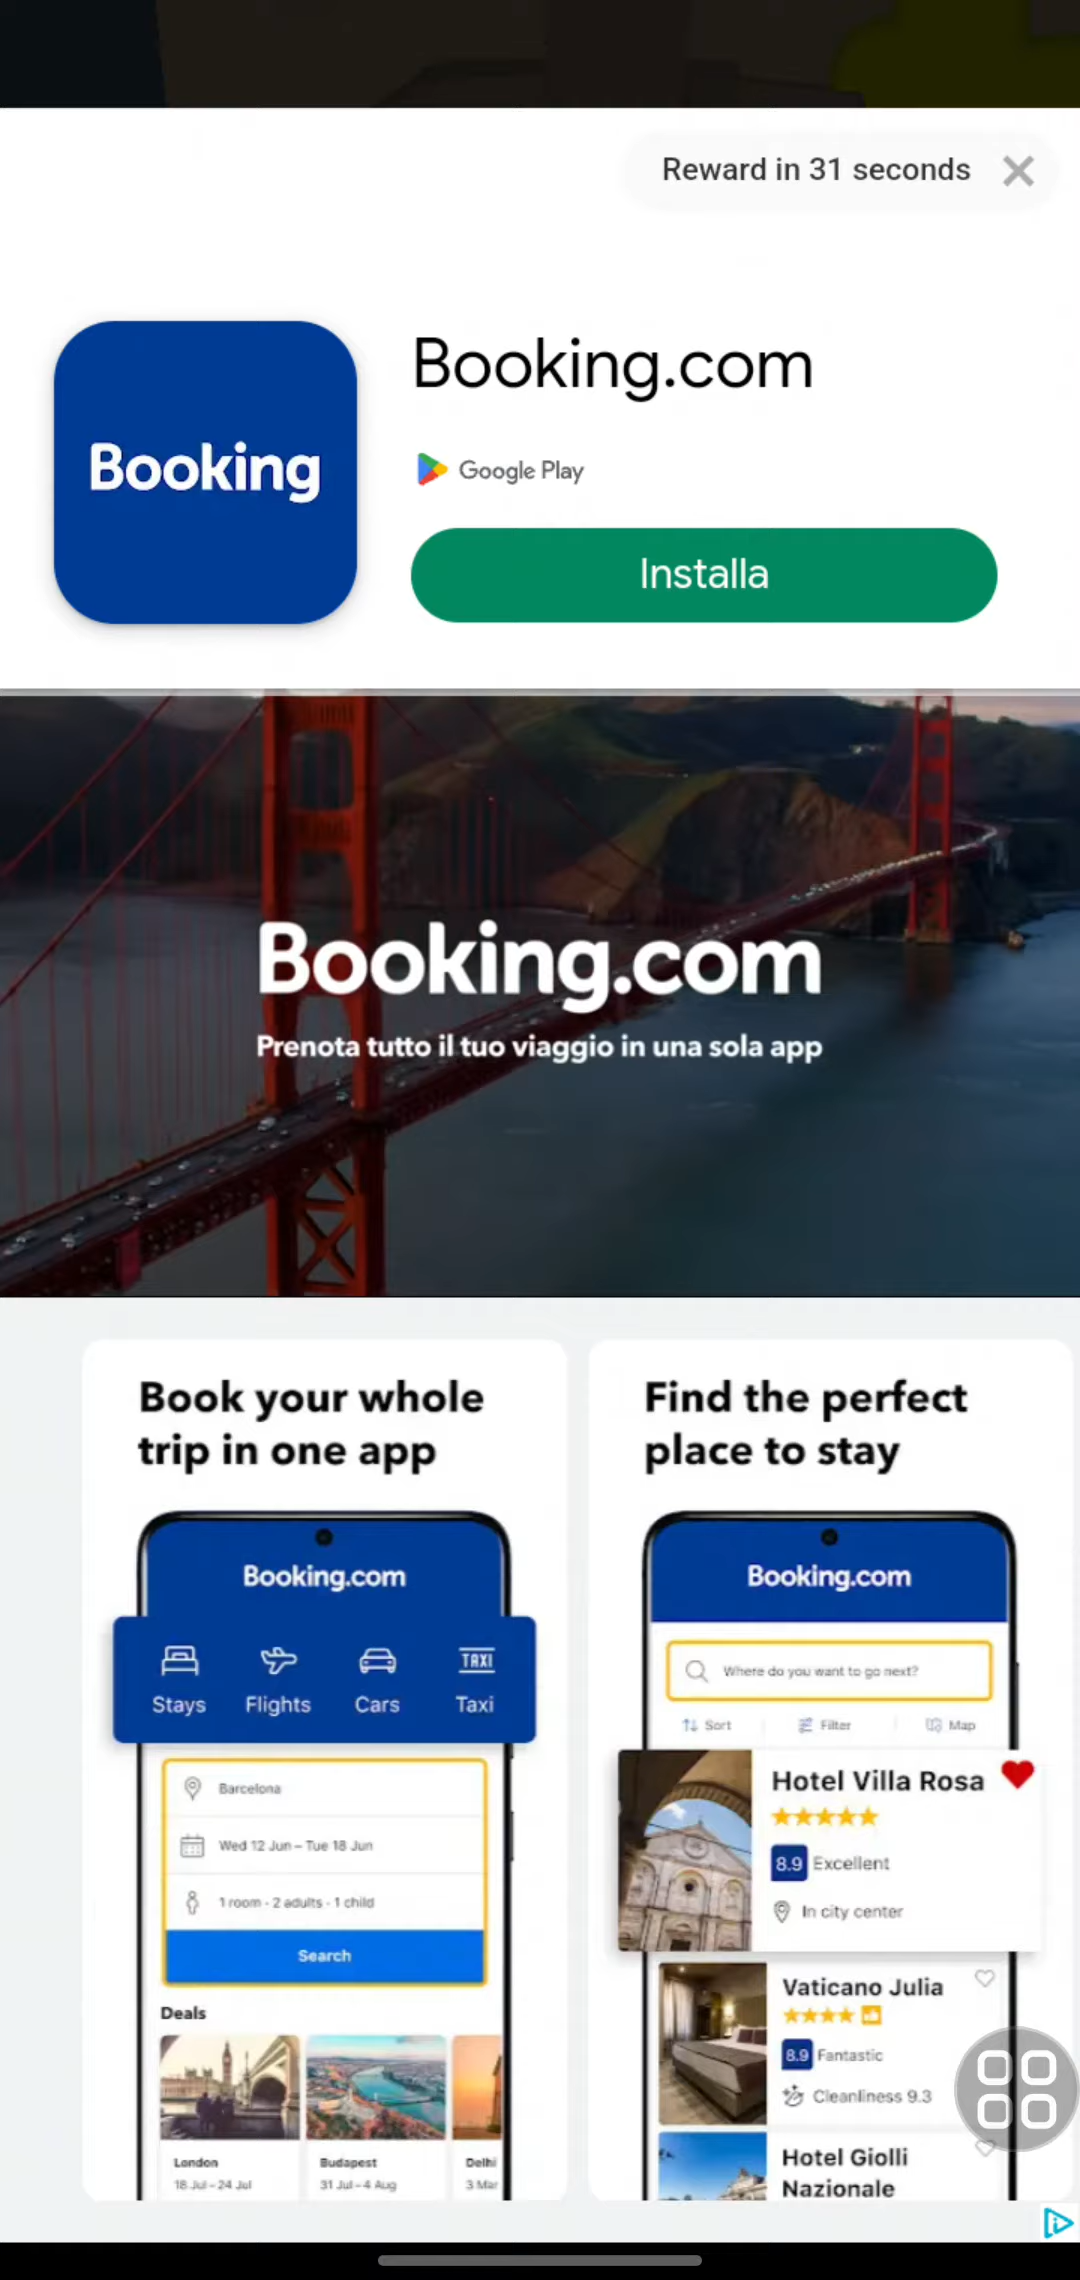 Reward in 31 seconds
Booking.com
Booking
Google Play
Installa
Booking.com
Prenota tutto il tuo viaggio in una sola app
Book your whole
trip in one app
Booking.com
Stays Flights Cars TAXI Taxi
Barcelona
Wed 12 Jun – Tue 18 Jun
1 room - 2 adults - 1 child
Search
Deals
London Budapest Delhi
18 Jul – 24 Jul 31 Jul – 4 Aug 3 Mar
Find the perfect
place to stay
Booking.com
Where do you want to go next?
Sort Filter Map
Hotel Villa Rosa
8.9 Excellent
In city center
Vaticano Julia
8.9 Fantastic
Cleanliness 9.3
Hotel Giolli
Nazionale